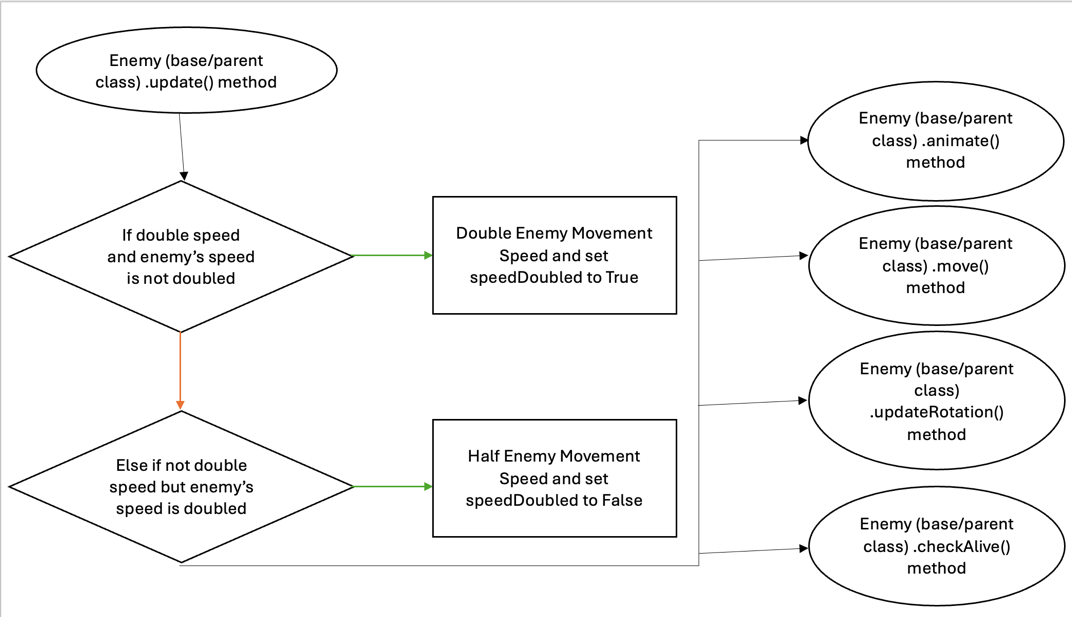 Enemy (base/parent
class) .update() method
If double speed
and enemy’s speed
is not doubled
Double Enemy Movement
Speed and set
speedDoubled to True
Else if not double
speed but enemy’s
speed is doubled
Half Enemy Movement
Speed and set
speedDoubled to False
Enemy (base/parent
class) .animate()
method
Enemy (base/parent
class) .move()
method
Enemy (base/parent
class)
.updateRotation()
method
Enemy (base/parent
class) .checkAlive()
method